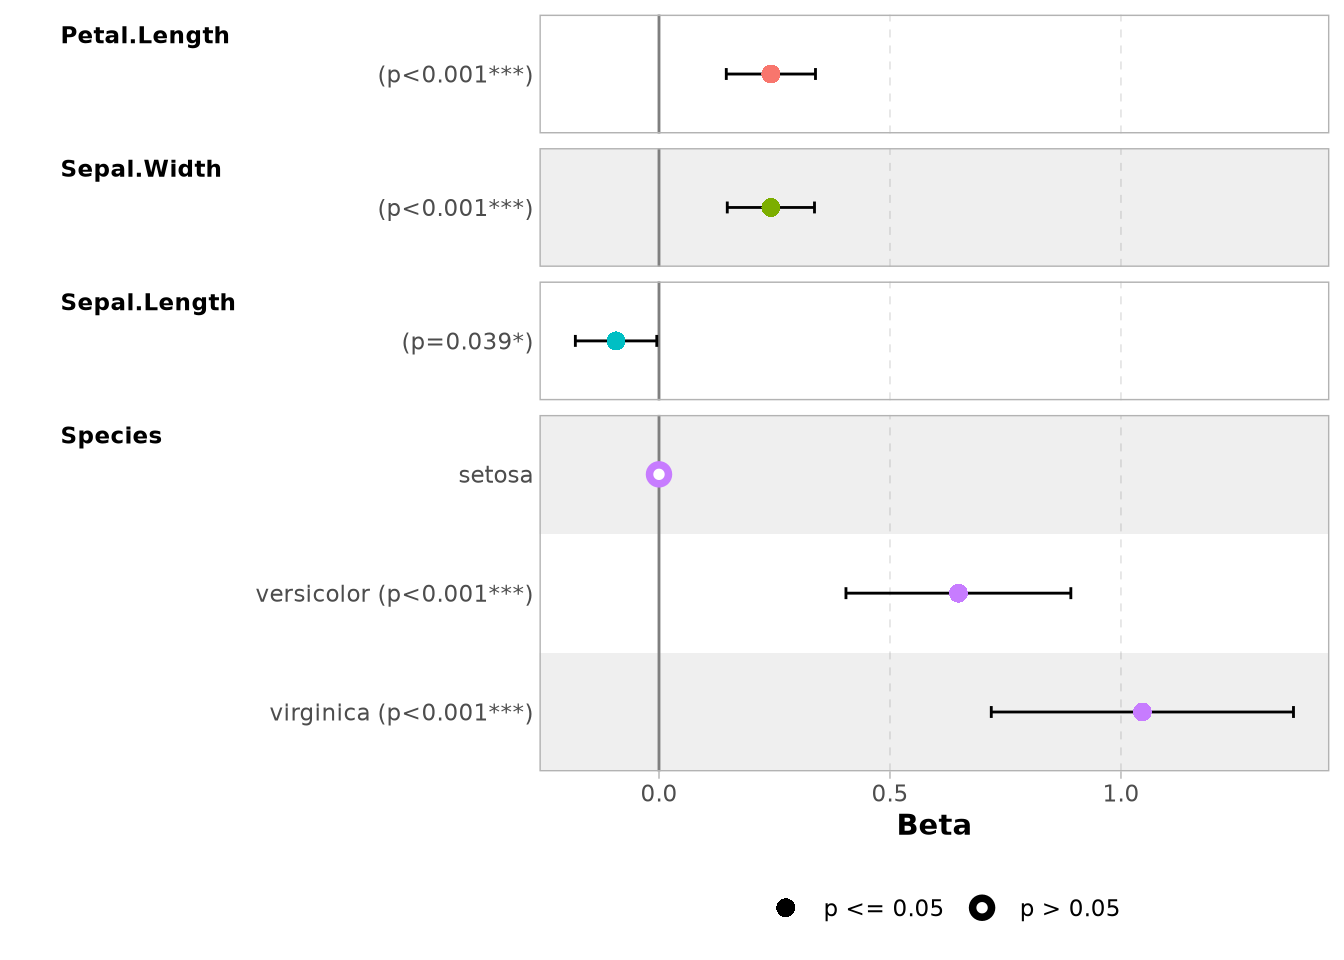 Petal.Length
(p<0.001***)
Sepal.Width
(p<0.001***)
Sepal.Length
(p=0.039*)
Species
setosa
versicolor (p<0.001***)
virginica (p<0.001***)
0.0 0.5 1.0
Beta
p <= 0.05 p > 0.05